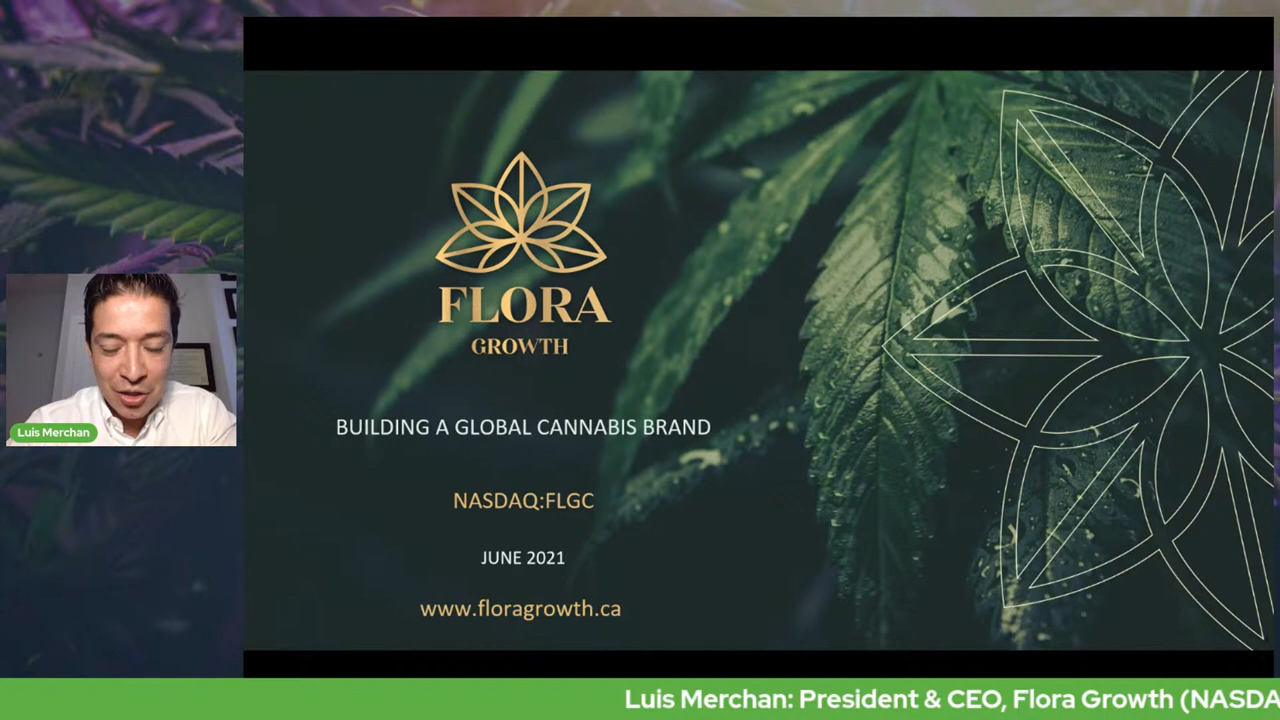 FLORA
GROWTH
BUILDING A GLOBAL CANNABIS BRAND
NASDAQ:FLGC
JUNE 2021
www.floragrowth.ca
Luis Merchan
Luis Merchan: President & CEO, Flora Growth (NASDA